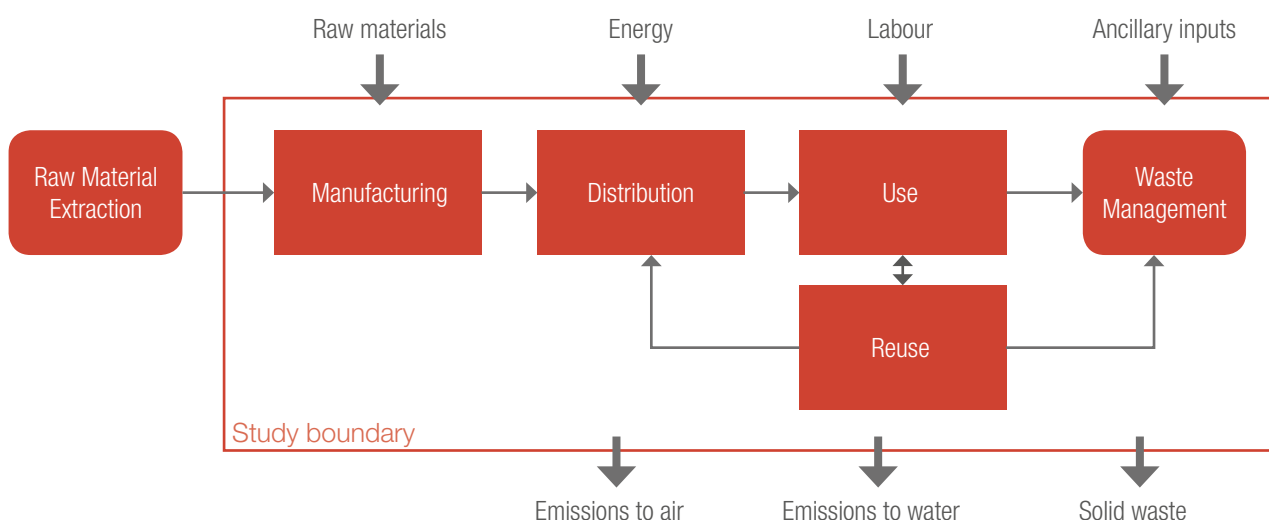 Raw materials
Energy
Labour
Ancillary inputs
Raw Material
Extraction
Manufacturing
Distribution
Use
Waste
Management
Reuse
Study boundary
Emissions to air
Emissions to water
Solid waste